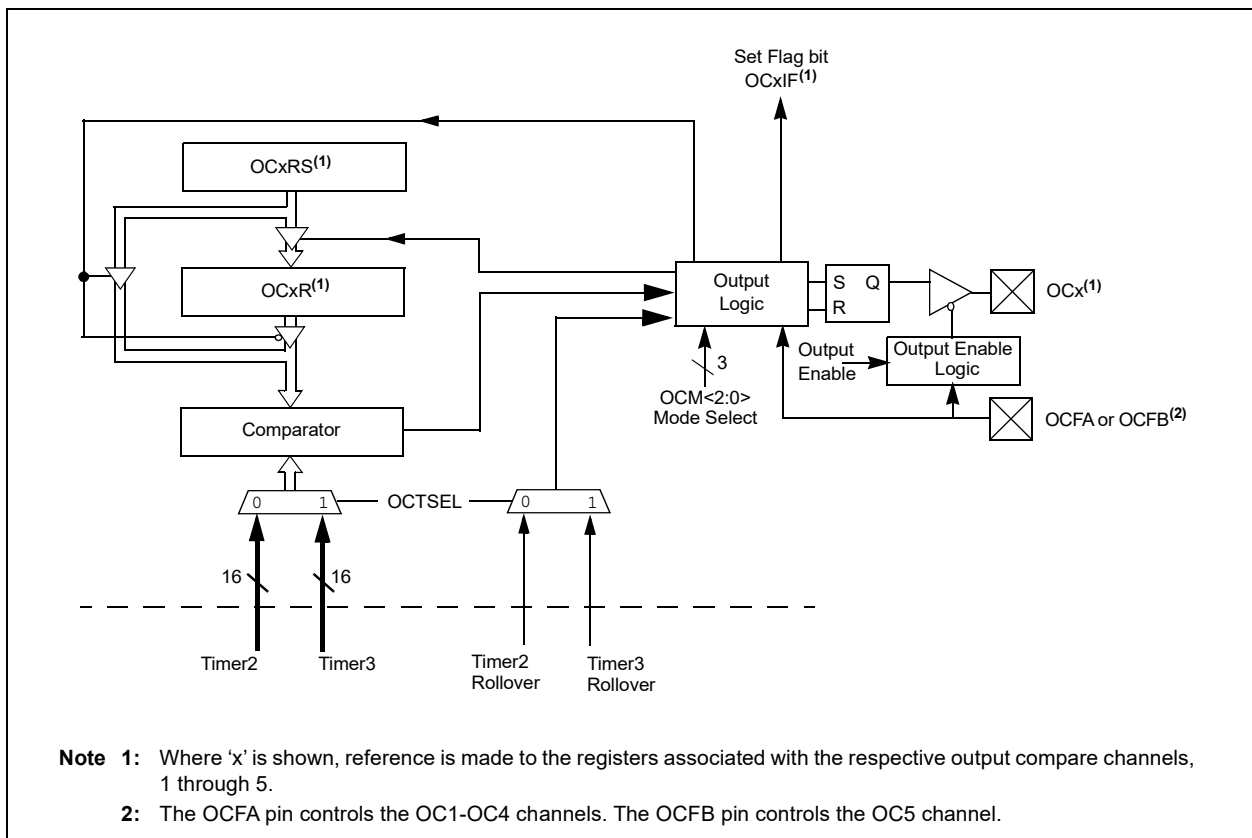 Set Flag bit
OCxIF(1)
OCxRS(1)
OCxR(1)
Output
Logic
S Q
R
OCx(1)
Output
Enable
Output Enable
Logic
3
OCM<2:0>
Mode Select
OCFA or OCFB(2)
Comparator
0 1
OCTSEL
0 1
16
16
Timer2
Timer3
Timer2
Rollover
Timer3
Rollover
Note 1: Where ‘x’ is shown, reference is made to the registers associated with the respective output compare channels,
1 through 5.
2: The OCFA pin controls the OC1-OC4 channels. The OCFB pin controls the OC5 channel.